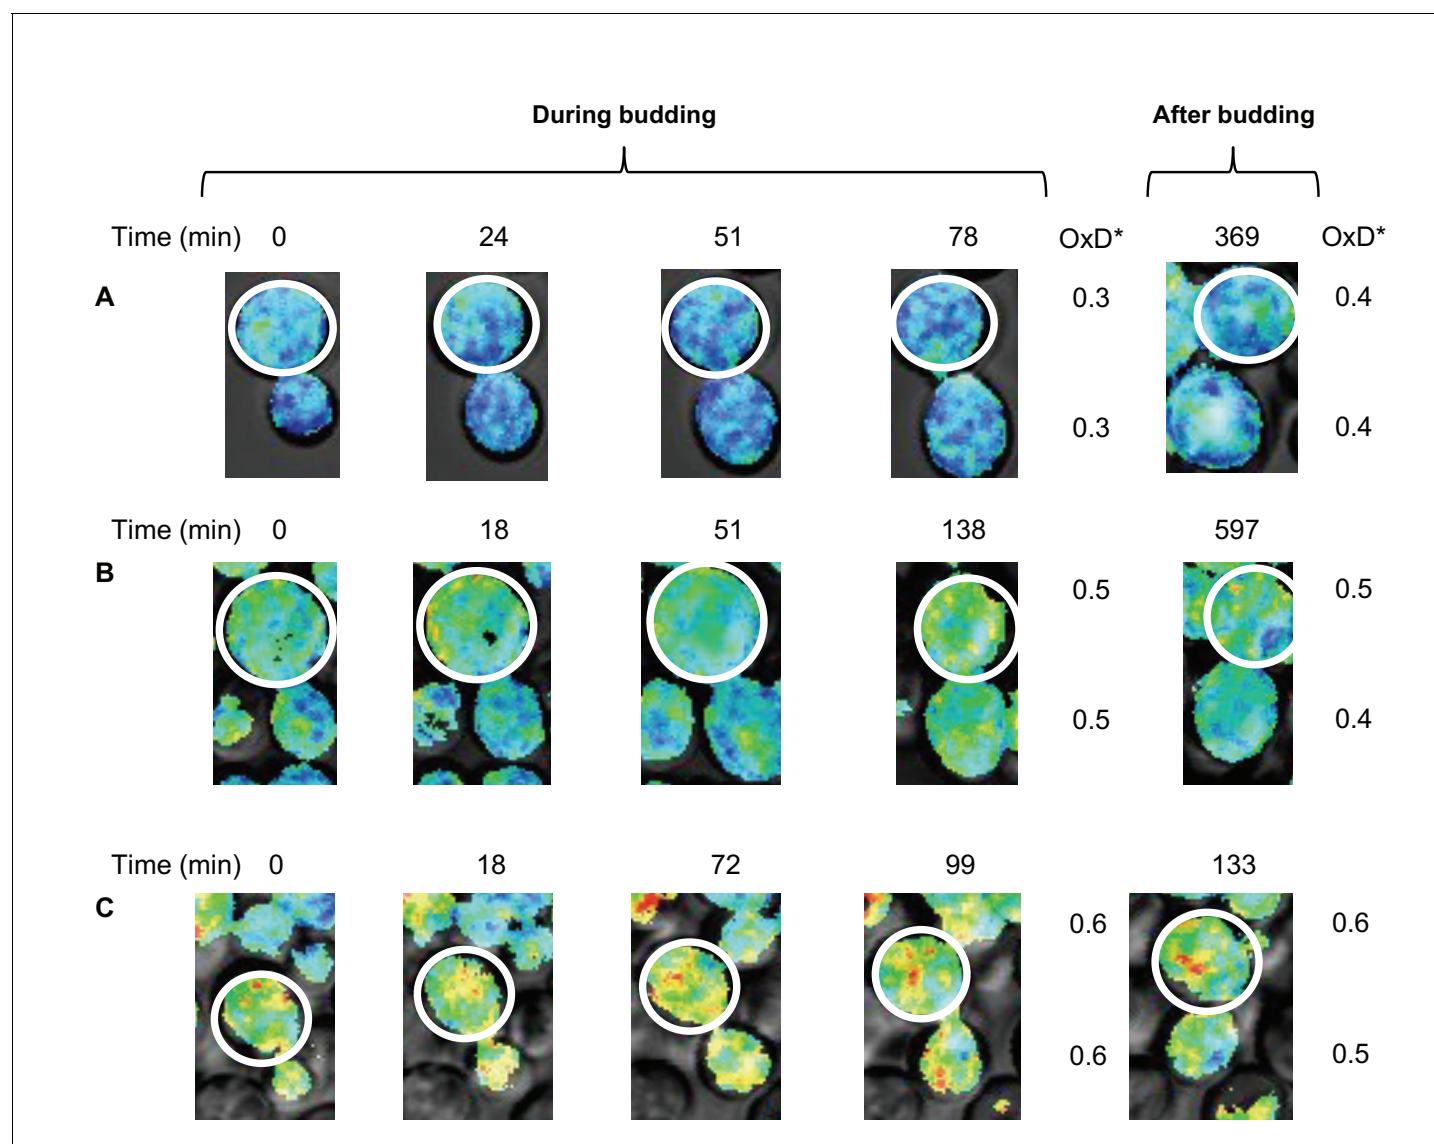 During budding After budding
Time (min) 0 24 51 78 OxD* 369 OxD*
A 0.3 0.4
0.3 0.4
Time (min) 0 18 51 138 597
B 0.5 0.5
0.5 0.4
Time (min) 0 18 72 99 133
C 0.6 0.6
0.6 0.5